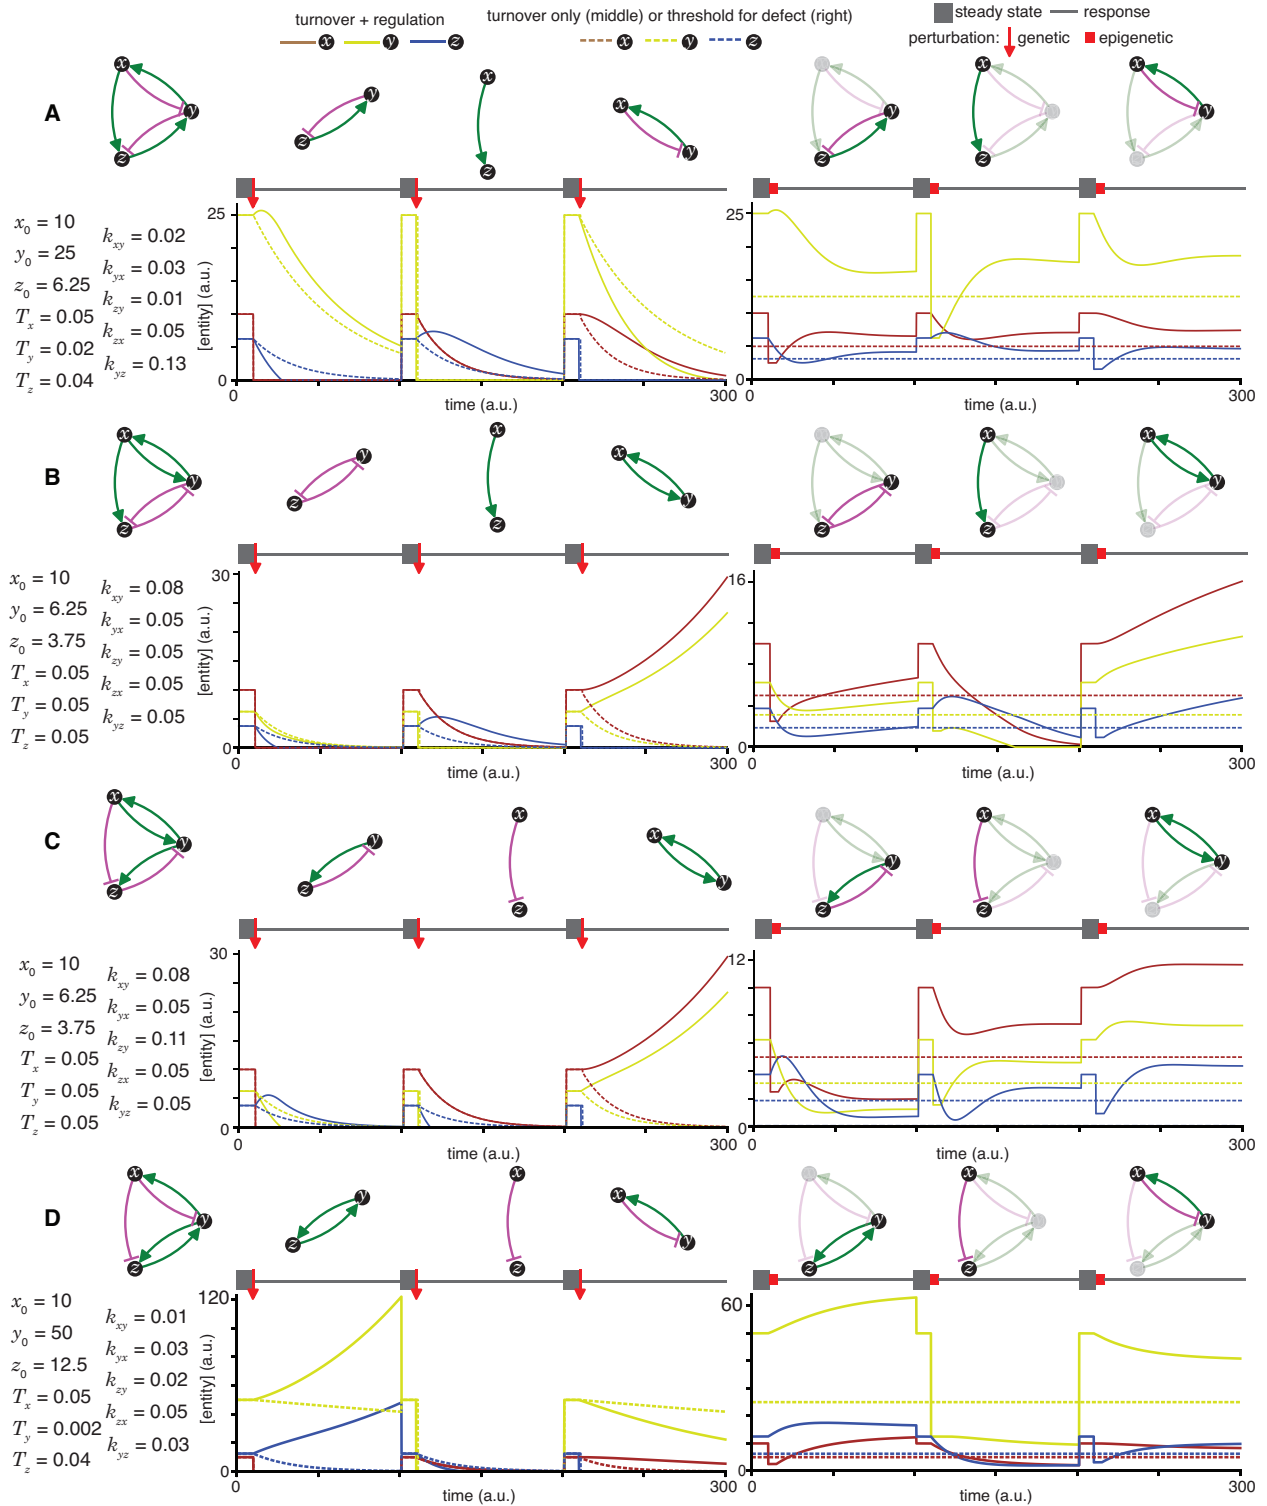 turnover + regulation
x y z
turnover only (middle) or threshold for defect (right)
x y z
steady state response
perturbation: genetic epigenetic
A
x y z
y z
x z
x y
x y z
x y z
x y z
x0 = 10
y0 = 25
z0 = 6.25
Tx = 0.05
Ty = 0.02
Tz = 0.04
kxy = 0.02
kyx = 0.03
kzy = 0.01
kzx = 0.05
kyz = 0.13
[entity] (a.u.)
25
0
0 300
time (a.u.)
25
0
0 300
time (a.u.)
B
x y z
y z
x z
x y
x y z
x y z
x y z
x0 = 10
y0 = 6.25
z0 = 3.75
Tx = 0.05
Ty = 0.05
Tz = 0.05
kxy = 0.08
kyx = 0.05
kzy = 0.05
kzx = 0.05
kyz = 0.05
[entity] (a.u.)
30
0
0 300
time (a.u.)
16
0
0 300
time (a.u.)
C
x y z
y z
x z
x y
x y z
x y z
x y z
x0 = 10
y0 = 6.25
z0 = 3.75
Tx = 0.05
Ty = 0.05
Tz = 0.05
kxy = 0.08
kyx = 0.05
kzy = 0.11
kzx = 0.05
kyz = 0.05
[entity] (a.u.)
30
0
0 300
time (a.u.)
12
0
0 300
time (a.u.)
D
x y z
y z
x z
x y
x y z
x y z
x y z
x0 = 10
y0 = 50
z0 = 12.5
Tx = 0.05
Ty = 0.002
Tz = 0.04
kxy = 0.01
kyx = 0.03
kzy = 0.02
kzx = 0.05
kyz = 0.03
[entity] (a.u.)
120
0
0 300
time (a.u.)
60
0
0 300
time (a.u.)